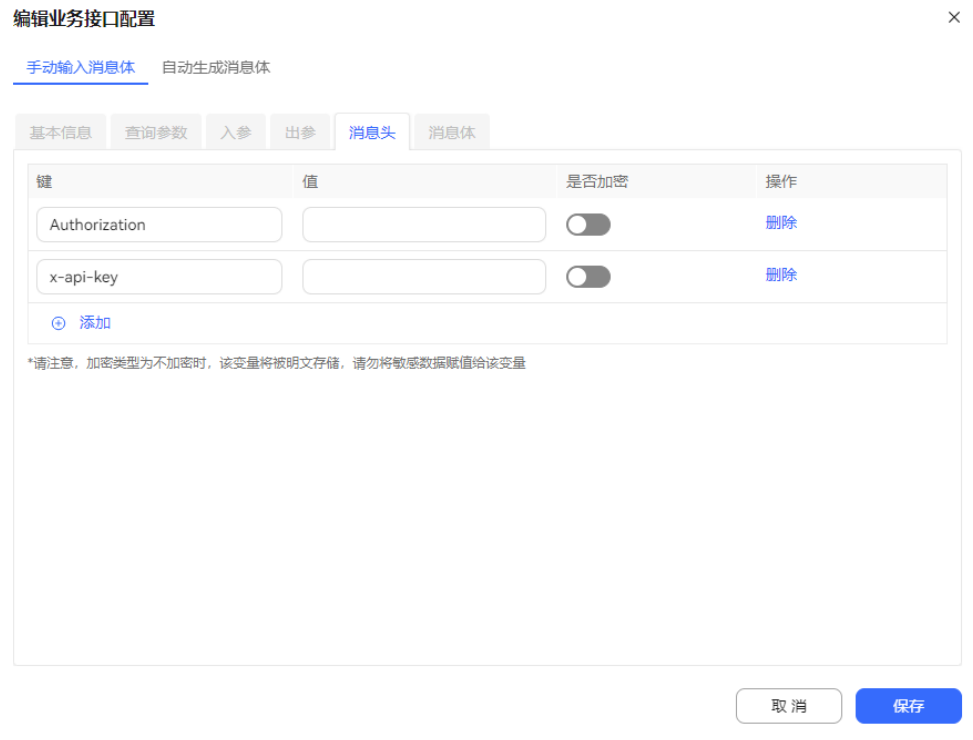 编辑业务接口配置
手动输入消息体 自动生成消息体
基本信息 查询参数 入参 出参 消息头 消息体
键 值 是否加密 操作
Authorization 删除
x-api-key 删除
添加
*请注意，加密类型为不加密时，该变量将被明文存储，请勿将敏感数据赋值给该变量
取消 保存